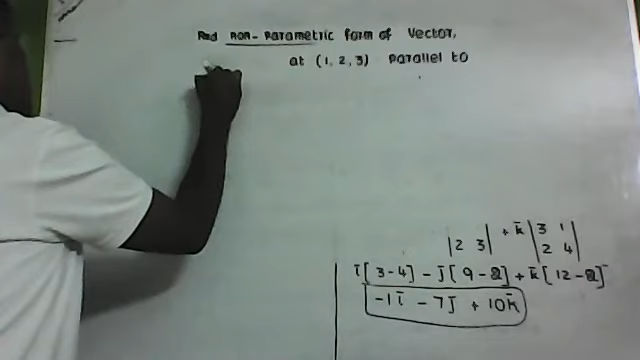 And non-parametric form of Vector,
at (1, 2, 3) parallel to
|2 3| + k̄ |3 1
2 4|
ī[3-4] - j̄[9-2] + k̄[12-2]
-1ī - 7j̄ + 10k̄